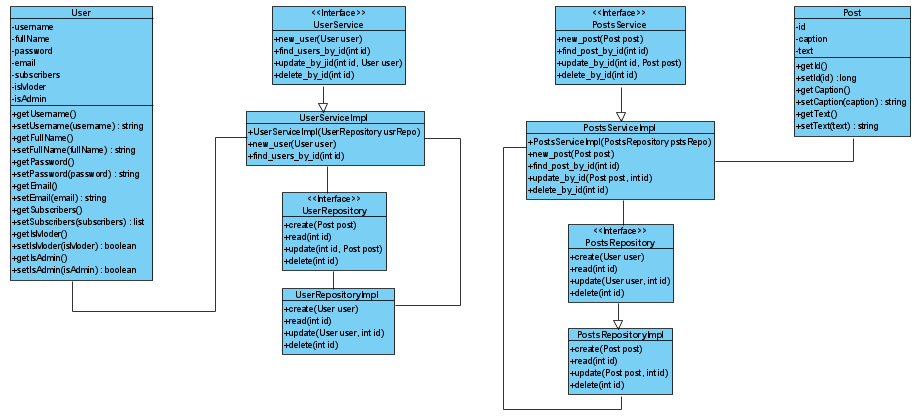 User
-username
-fullName
-password
-email
-subscribers
-isModer
-isAdmin
+getUsername()
+setUsername(username) : string
+getFullName()
+setFullName(fullName) : string
+getPassword()
+setPassword(password) : string
+getEmail()
+setEmail(email) : string
+getSubscribers()
+setSubscribers(subscribers) : list
+getIsModer()
+setIsModer(isModer) : boolean
+getIsAdmin()
+setIsAdmin(isAdmin) : boolean
<<Interface>>
UserService
+new_user(User user)
+find_users_by_id(int id)
+update_by_jid(int id, User user)
+delete_by_id(int id)
UserServiceImpl
+UserServiceImpl(UserRepository usrRepo)
+new_user(User user)
+find_users_by_id(int id)
<<Interface>>
UserRepository
+create(Post post)
+read(int id)
+update(int id, Post post)
+delete(int id)
UserRepositoryImpl
+create(User user)
+read(int id)
+update(User user, int id)
+delete(int id)
<<Interface>>
PostsService
+new_post(Post post)
+find_post_by_id(int id)
+update_by_id(int id, Post post)
+delete_by_id(int id)
PostsServiceImpl
+PostsServiceImpl(PostsRepository pstsRepo)
+new_post(Post post)
+find_post_by_id(int id)
+update_by_id(Post post, int id)
+delete_by_id(int id)
<<Interface>>
PostsRepository
+create(User user)
+read(int id)
+update(User user, int id)
+delete(int id)
PostsRepositoryImpl
+create(Post post)
+read(int id)
+update(Post post, int id)
+delete(int id)
Post
-id
-caption
-text
+getId()
+setId(id) : long
+getCaption()
+setCaption(caption) : string
+getText()
+setText(text) : string